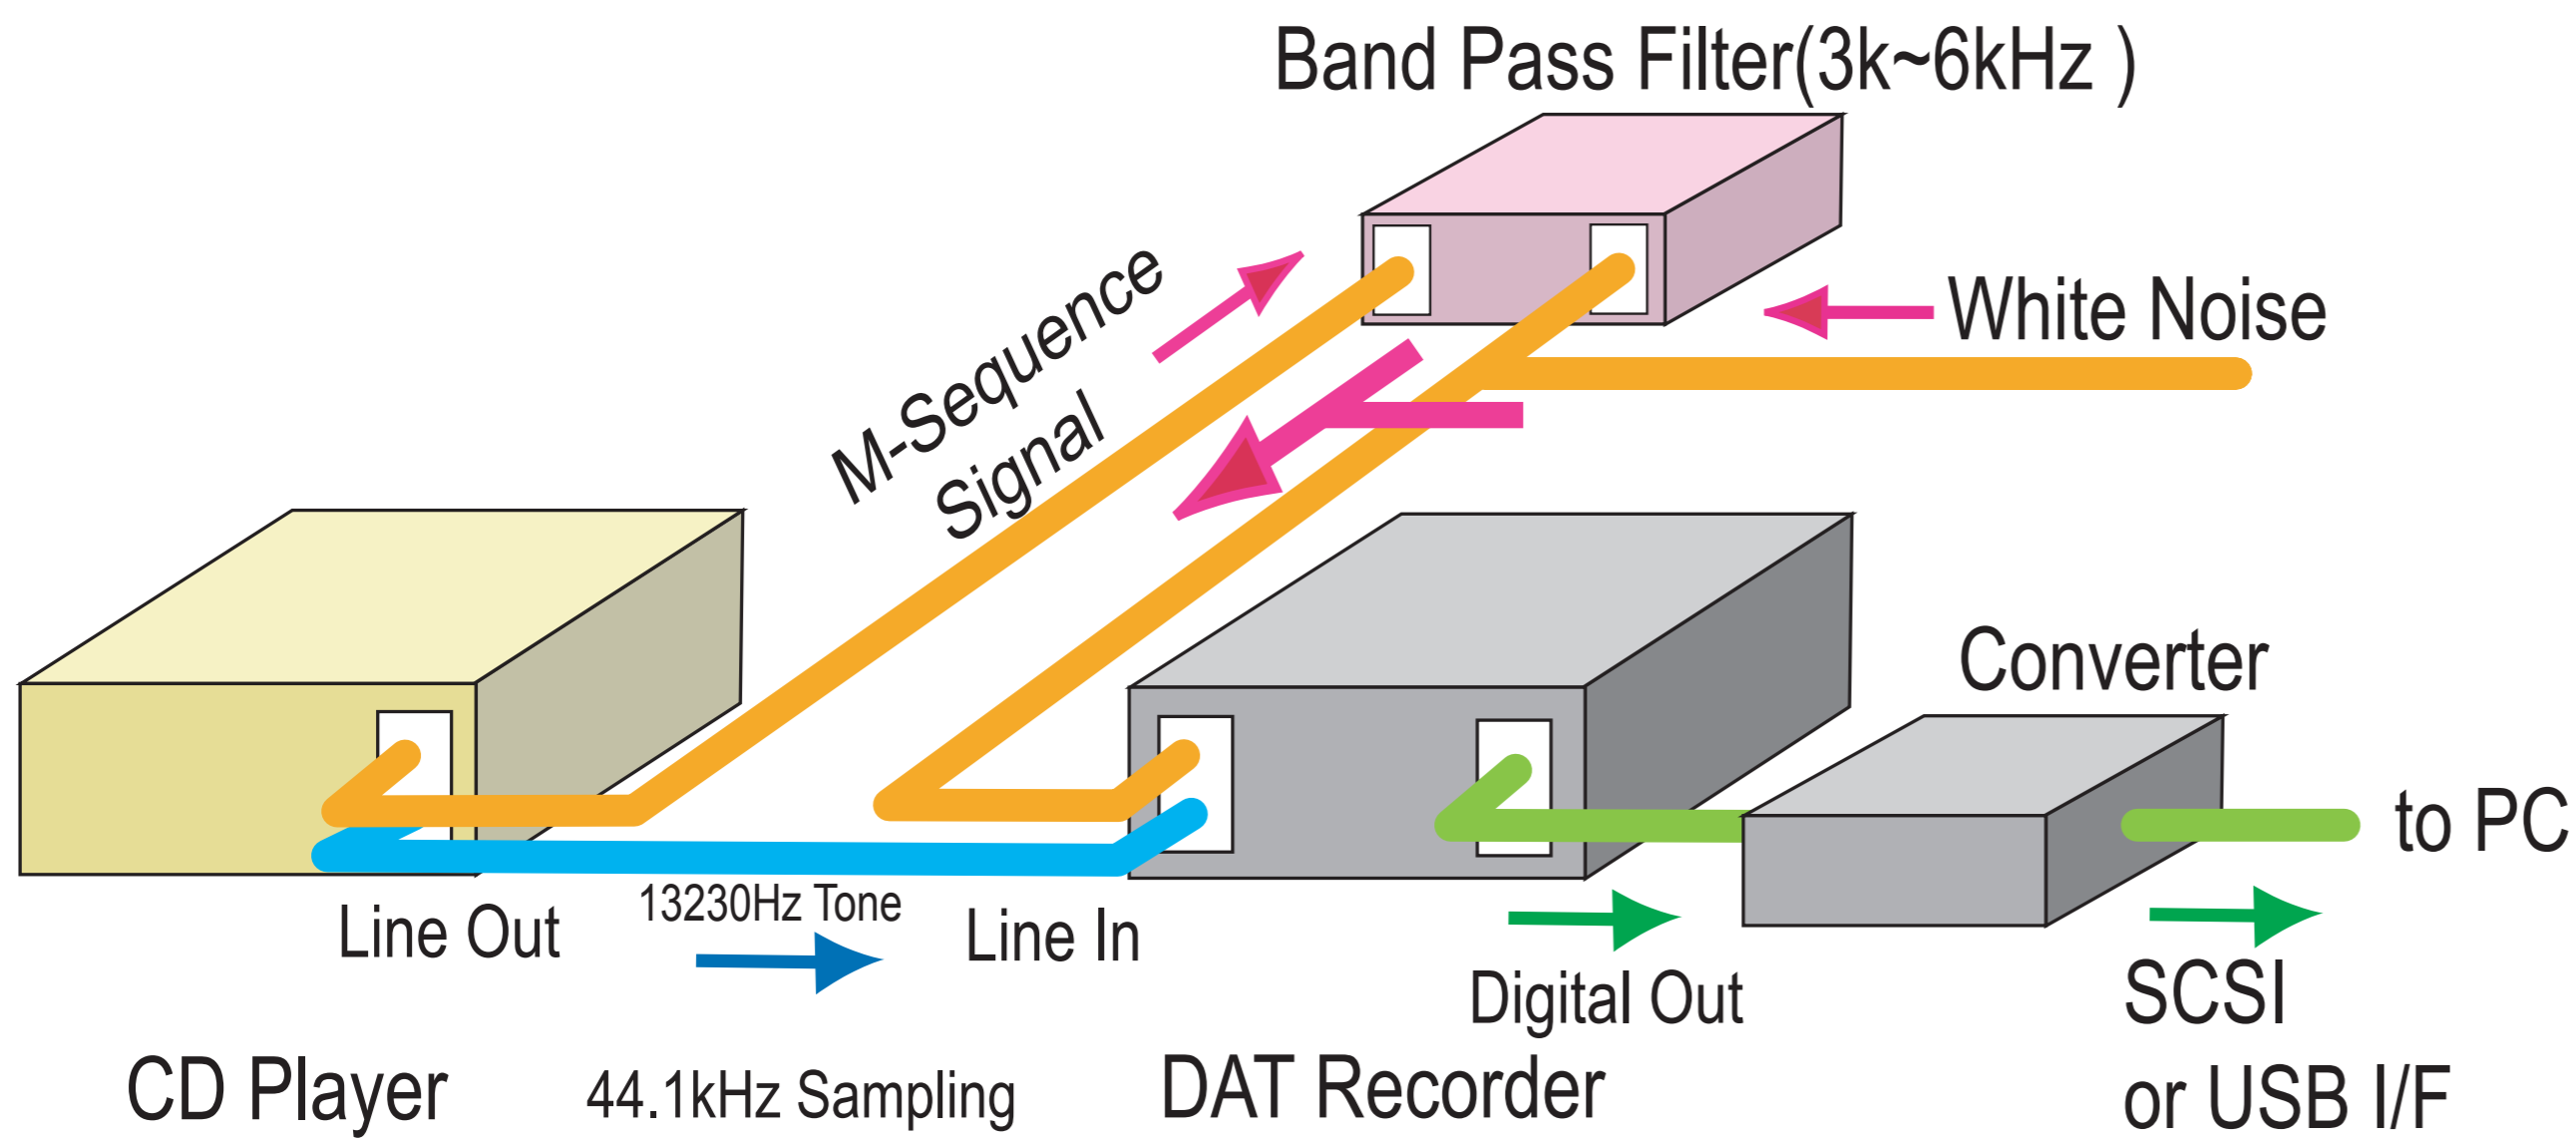 Band Pass Filter(3k~6kHz )
M-Sequence
Signal
White Noise
Converter
to PC
13230Hz Tone
Line Out
Line In
Digital Out
SCSI
or USB I/F
CD Player
44.1kHz Sampling
DAT Recorder